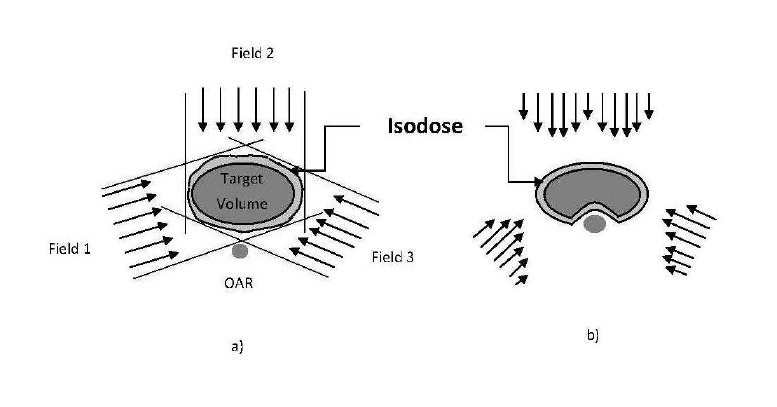 Field 2
Isodose
Target
Volume
Field 1
Field 3
OAR
a)
b)